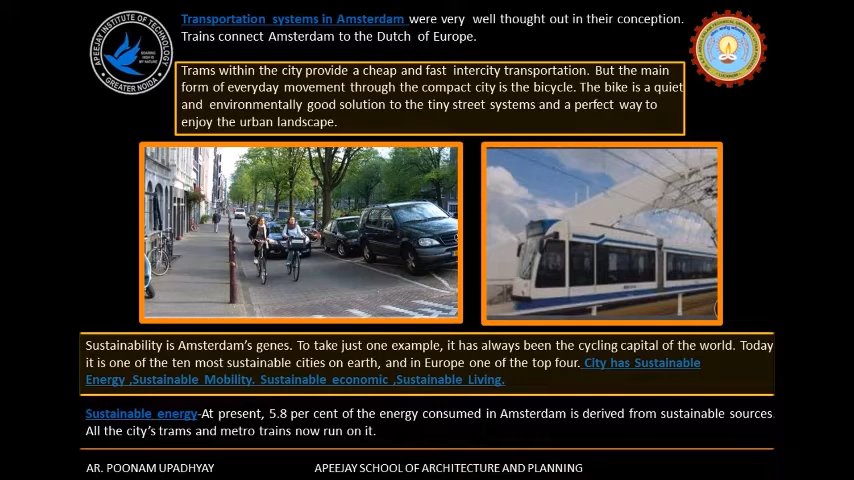 Transportation systems in Amsterdam were very well thought out in their conception.
Trains connect Amsterdam to the Dutch of Europe.
APEEJAY INSTITUTE OF TECHNOLOGY
GREATER NOIDA
LUCKNOW
Trams within the city provide a cheap and fast intercity transportation. But the main
form of everyday movement through the compact city is the bicycle. The bike is a quiet
and environmentally good solution to the tiny street systems and a perfect way to
enjoy the urban landscape.
Sustainability is Amsterdam's genes. To take just one example, it has always been the cycling capital of the world. Today
it is one of the ten most sustainable cities on earth, and in Europe one of the top four. City has Sustainable
Energy ,Sustainable Mobility. Sustainable economic ,Sustainable Living.
Sustainable energy-At present, 5.8 per cent of the energy consumed in Amsterdam is derived from sustainable sources
All the city's trams and metro trains now run on it.
AR. POONAM UPADHYAY
APEEJAY SCHOOL OF ARCHITECTURE AND PLANNING